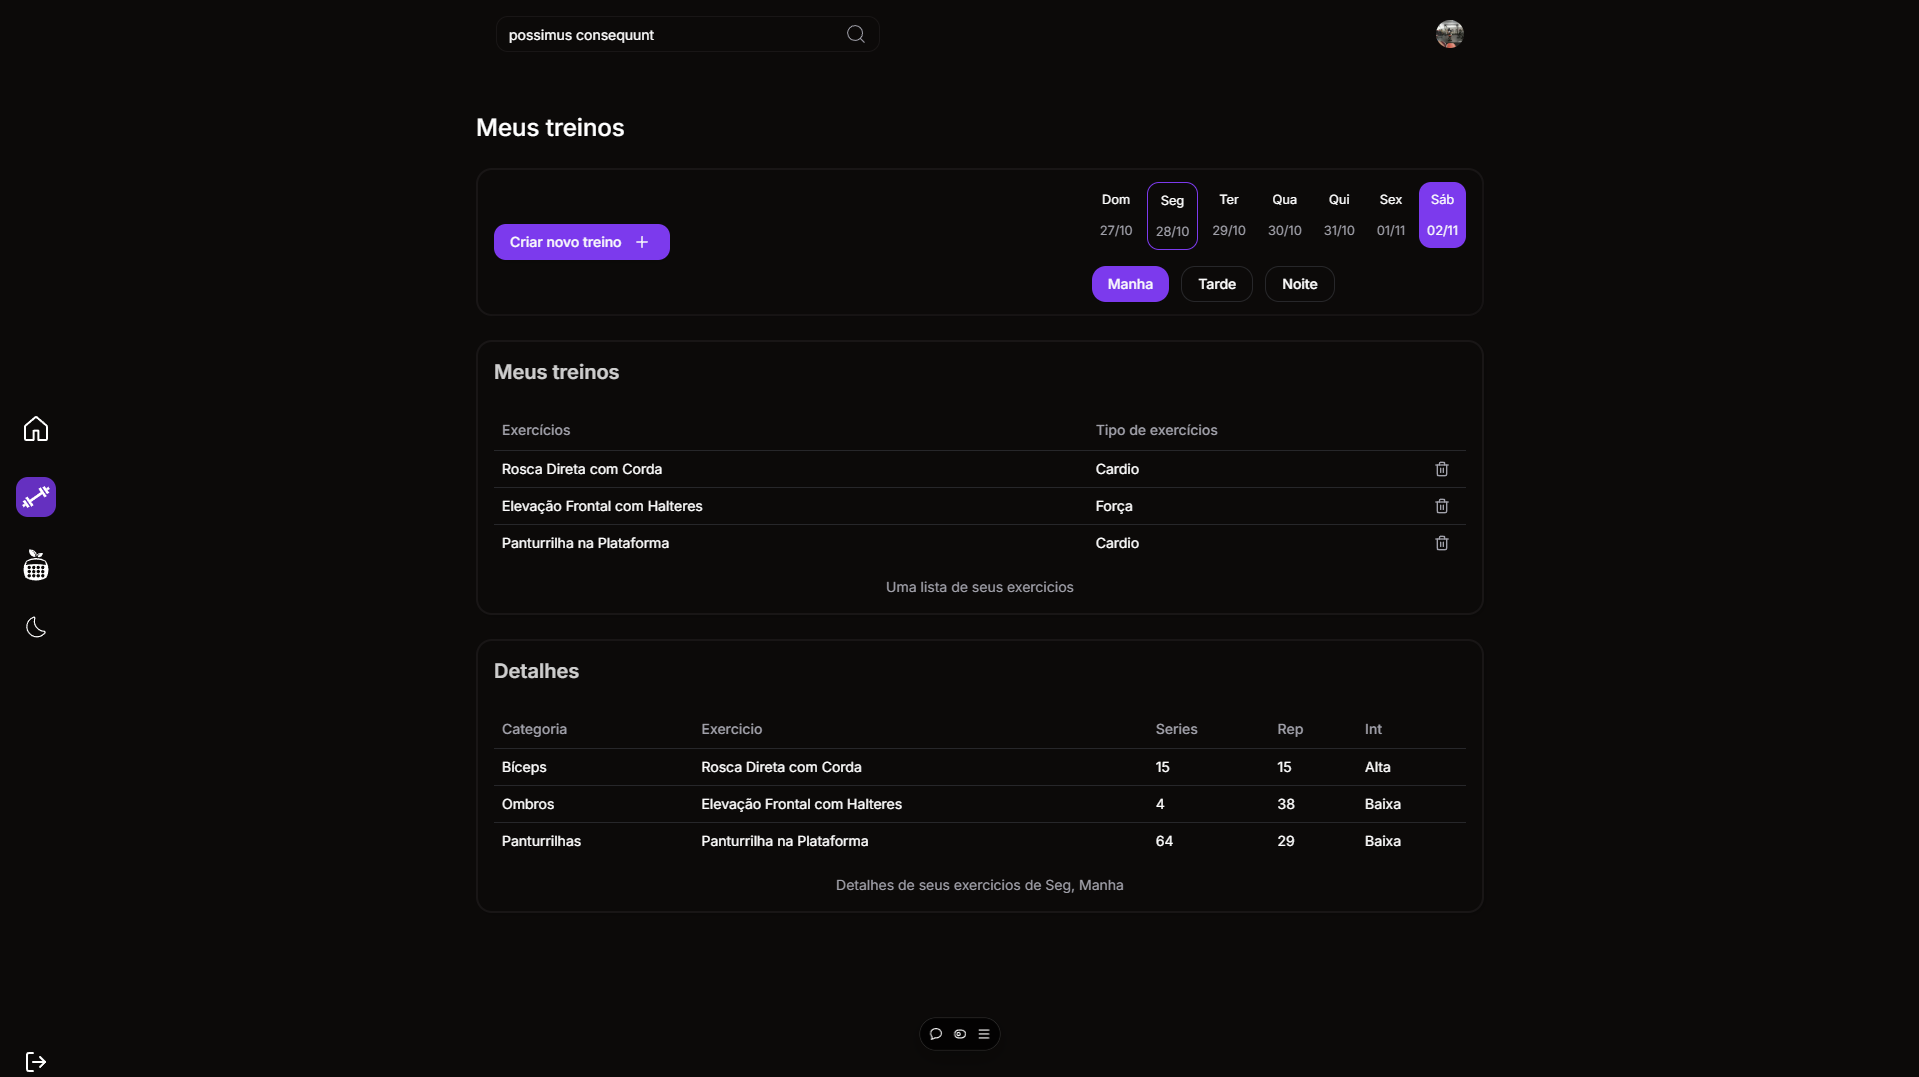 possimus consequunt
Meus treinos
Criar novo treino
Dom Seg Ter Qua Qui Sex Sáb
27/10 28/10 29/10 30/10 31/10 01/11 02/11
Manha Tarde Noite
Meus treinos
Exercícios Tipo de exercícios
Rosca Direta com Corda Cardio
Elevação Frontal com Halteres Força
Panturrilha na Plataforma Cardio
Uma lista de seus exercicios
Detalhes
Categoria Exercicio Series Rep Int
Bíceps Rosca Direta com Corda 15 15 Alta
Ombros Elevação Frontal com Halteres 4 38 Baixa
Panturrilhas Panturrilha na Plataforma 64 29 Baixa
Detalhes de seus exercicios de Seg, Manha